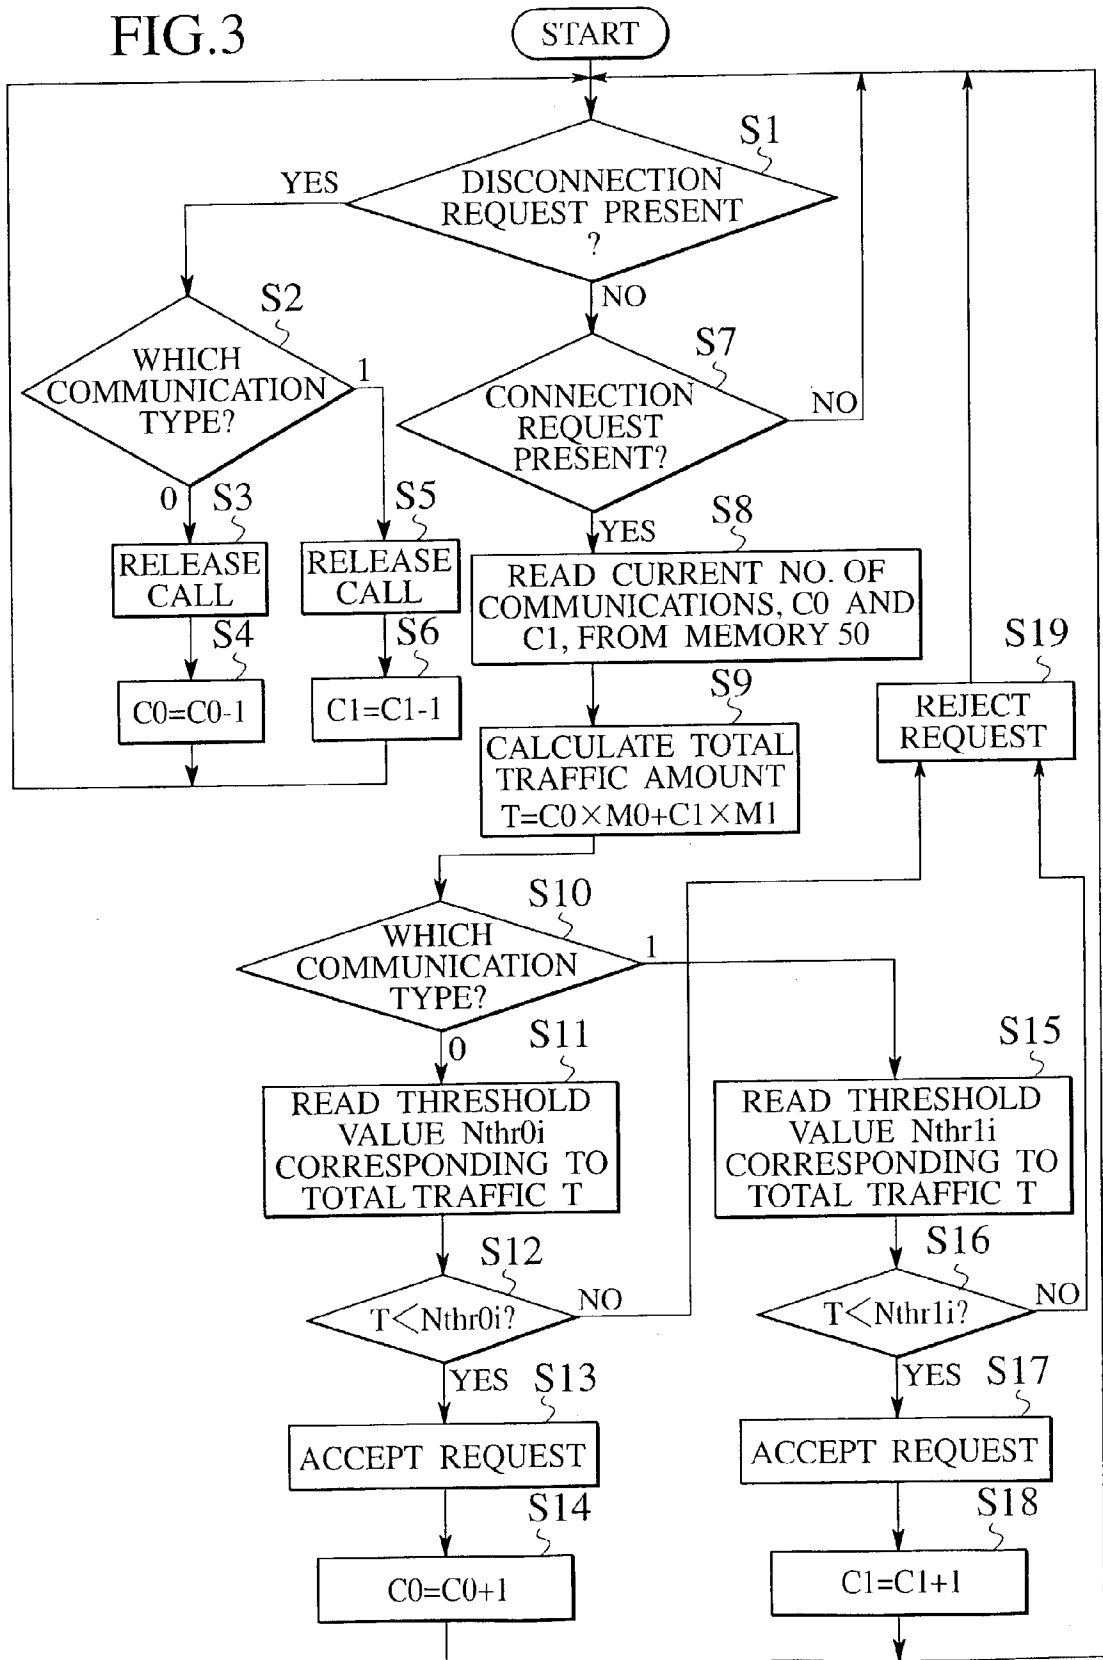 FIG.3
START
S1
DISCONNECTION
REQUEST PRESENT
?
YES
NO
S2
WHICH
COMMUNICATION
TYPE?
1
0
S7
CONNECTION
REQUEST
PRESENT?
NO
YES
S3
RELEASE
CALL
S5
RELEASE
CALL
S4
C0=C0-1
S6
C1=C1-1
S8
READ CURRENT NO. OF
COMMUNICATIONS, C0 AND
C1, FROM MEMORY 50
S9
CALCULATE TOTAL
TRAFFIC AMOUNT
T=C0×M0+C1×M1
S19
REJECT
REQUEST
S10
WHICH
COMMUNICATION
TYPE?
1
0
S11
READ THRESHOLD
VALUE Nthr0i
CORRESPONDING TO
TOTAL TRAFFIC T
S15
READ THRESHOLD
VALUE Nthr1i
CORRESPONDING TO
TOTAL TRAFFIC T
S12
T<Nthr0i?
NO
YES
S16
T<Nthr1i?
NO
YES
S13
ACCEPT REQUEST
S17
ACCEPT REQUEST
S14
C0=C0+1
S18
C1=C1+1